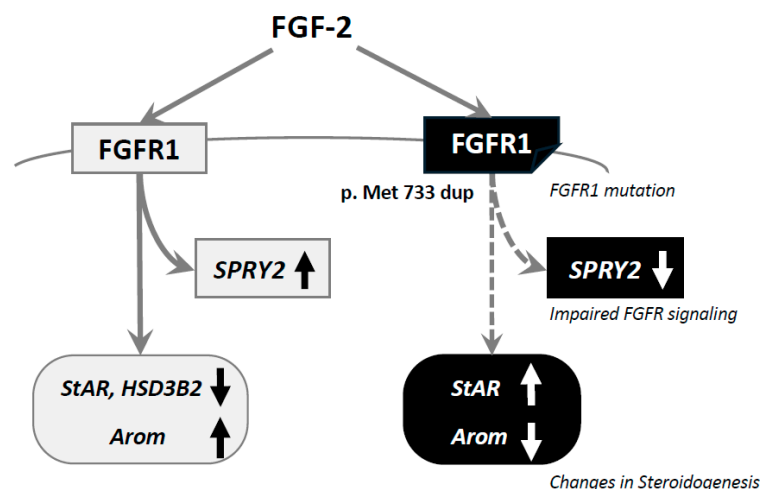 FGF-2
FGFR1
FGFR1
p. Met 733 dup
FGFR1 mutation
SPRY2
SPRY2
Impaired FGFR signaling
StAR, HSD3B2
Arom
StAR
Arom
Changes in Steroidogenesis